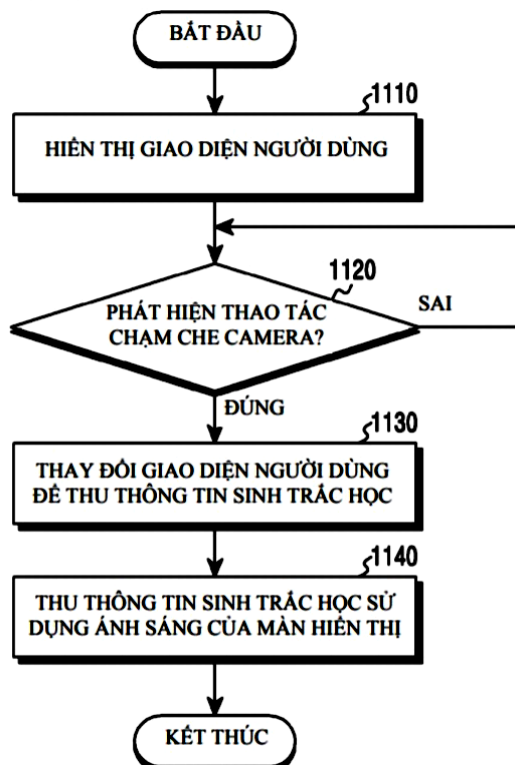 BẮT ĐẦU
1110
HIỂN THỊ GIAO DIỆN NGƯỜI DÙNG
1120
PHÁT HIỆN THAO TÁC
CHẠM CHE CAMERA?
SAI
ĐÚNG
1130
THAY ĐỔI GIAO DIỆN NGƯỜI DÙNG
ĐỂ THU THÔNG TIN SINH TRẮC HỌC
1140
THU THÔNG TIN SINH TRẮC HỌC SỬ
DỤNG ÁNH SÁNG CỦA MÀN HIỂN THỊ
KẾT THÚC